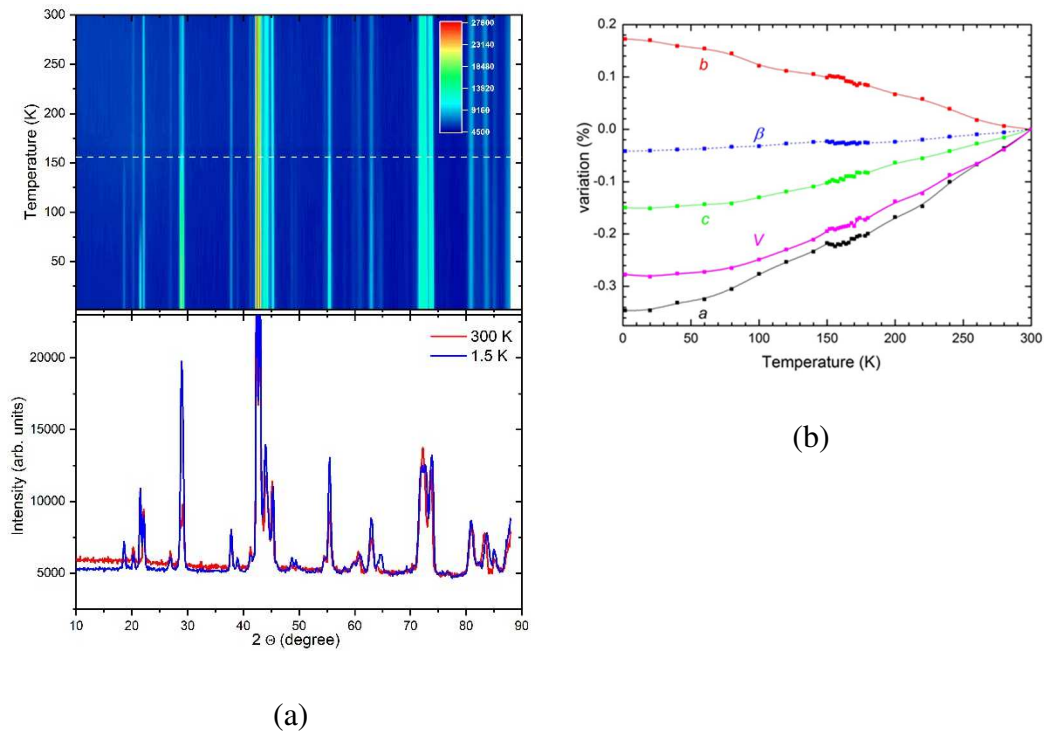 300
250
200
150
100
50
Temperature (K)
27800
23140
18480
13820
9160
4500
20000
15000
10000
5000
Intensity (arb. units)
300 K
1.5 K
10 20 30 40 50 60 70 80 90
2 Θ (degree)
(a)
0.2
0.1
0.0
-0.1
-0.2
-0.3
variation (%)
b
β
c
V
a
0 50 100 150 200 250 300
Temperature (K)
(b)